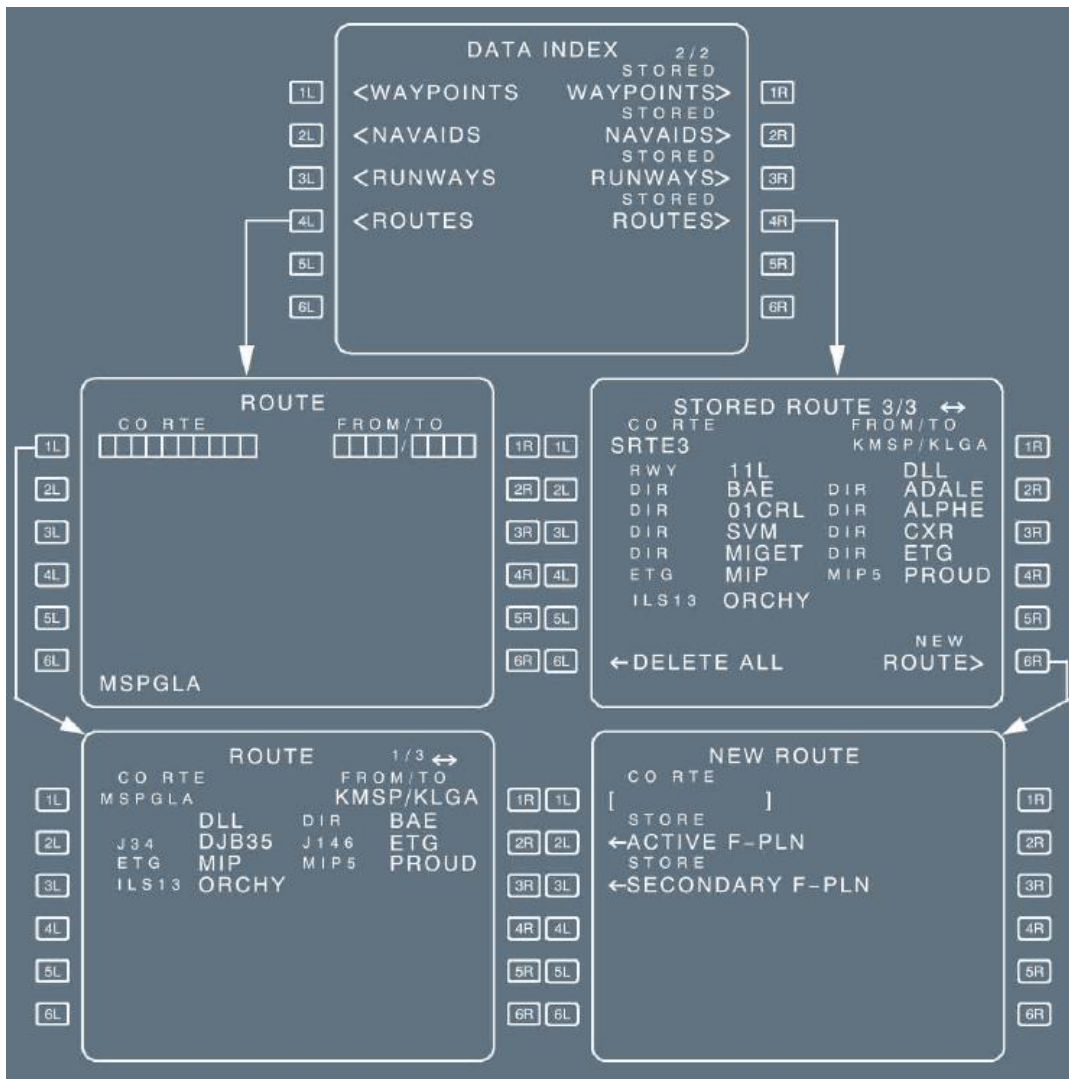 DATA INDEX 2/2
STORED
1L <WAYPOINTS WAYPOINTS> 1R
STORED
2L <NAVAIDS NAVAIDS> 2R
STORED
3L <RUNWAYS RUNWAYS> 3R
STORED
4L <ROUTES ROUTES> 4R
5L 5R
6L 6R
ROUTE
CO RTE FROM/TO
1L / 1R
2L 2R
3L 3R
4L 4R
5L 5R
6L 6R
MSPGLA
STORED ROUTE 3/3 ↔
CO RTE FROM/TO
1L SRTE3 KMSP/KLGA 1R
RWY 11L DLL
2L DIR BAE DIR ADALE 2R
DIR 01CRL DIR ALPHE
3L DIR SVM DIR CXR 3R
DIR MIGET DIR ETG
4L ETG MIP MIP5 PROUD 4R
ILS13 ORCHY
5L 5R
NEW
6L ←DELETE ALL ROUTE> 6R
ROUTE 1/3 ↔
CO RTE FROM/TO
1L MSPGLA KMSP/KLGA 1R
DLL DIR BAE
2L J34 DJB35 J146 ETG 2R
ETG MIP MIP5 PROUD
3L ILS13 ORCHY 3R
4L 4R
5L 5R
6L 6R
NEW ROUTE
CO RTE
1L [ ] 1R
STORE
2L ←ACTIVE F-PLN 2R
STORE
3L ←SECONDARY F-PLN 3R
4L 4R
5L 5R
6L 6R